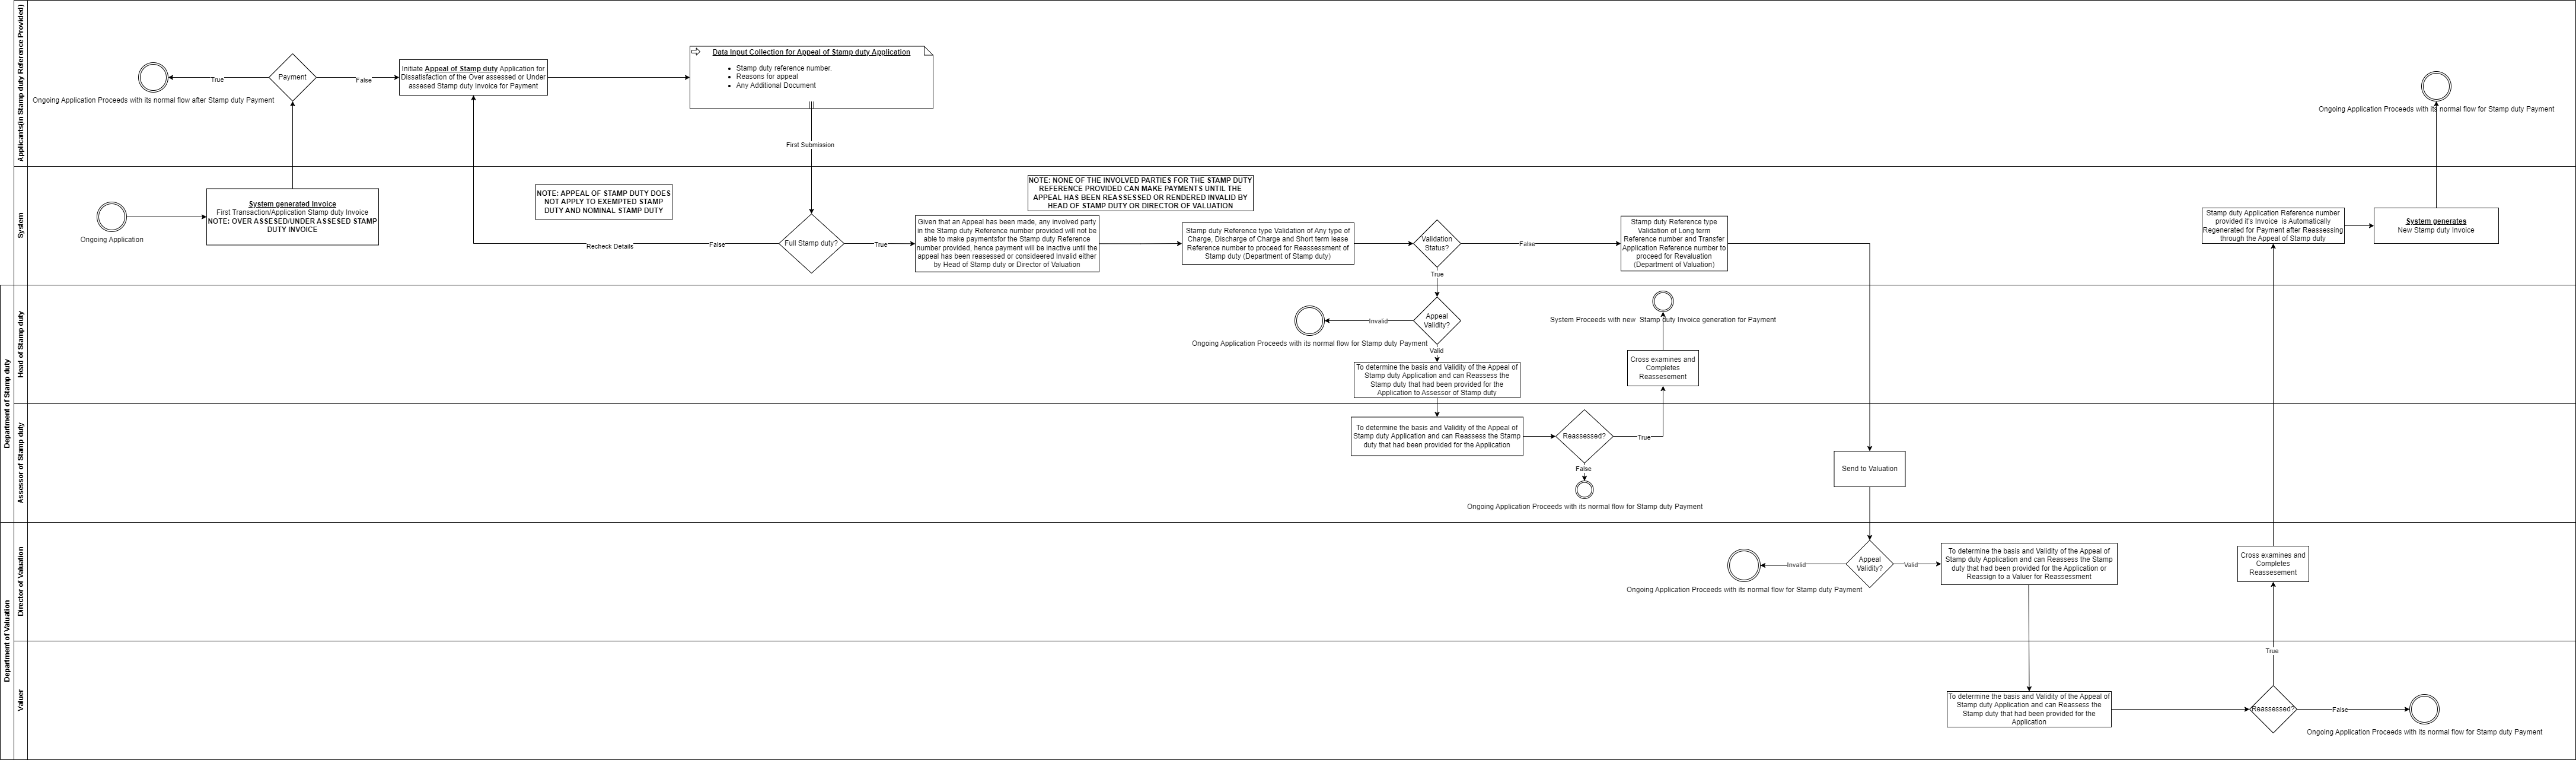 Applicants(in Stamp duty Reference Provided)
Data Input Collection for Appeal of Stamp duty Application
Stamp duty reference number.
Reasons for appeal
Any Additional Document
Payment
True
False
Initiate Appeal of Stamp duty Application for
Dissatisfaction of the Over assessed or Under
assesed Stamp duty Invoice for Payment
Ongoing Application Proceeds with its normal flow after Stamp duty Payment
Ongoing Application Proceeds with its normal flow for Stamp duty Payment
First Submission
System
Ongoing Application
System generated Invoice
First Transaction/Application Stamp duty Invoice
NOTE: OVER ASSESED/UNDER ASSESED STAMP
DUTY INVOICE
NOTE: APPEAL OF STAMP DUTY DOES
NOT APPLY TO EXEMPTED STAMP
DUTY AND NOMINAL STAMP DUTY
Recheck Details
False
Full Stamp duty?
True
NOTE: NONE OF THE INVOLVED PARTIES FOR THE STAMP DUTY
REFERENCE PROVIDED CAN MAKE PAYMENTS UNTIL THE
APPEAL HAS BEEN REASSESSED OR RENDERED INVALID BY
HEAD OF STAMP DUTY OR DIRECTOR OF VALUATION
Given that an Appeal has been made, any involved party
in the Stamp duty Reference number provided will not be
able to make paymentsfor the Stamp duty Reference
number provided, hence payment will be inactive until the
appeal has been reassessed or consideered Invalid either
by Head of Stamp duty or Director of Valuation
Stamp duty Reference type Validation of Any type of
Charge, Discharge of Charge and Short term lease
Reference number to proceed for Reassessment of
Stamp duty (Department of Stamp duty)
Validation
Status?
False
True
Stamp duty Reference type
Validation of Long term
Reference number and Transfer
Application Reference number to
proceed for Revaluation
(Department of Valuation)
Stamp duty Application Reference number
provided it's Invoice is Automatically
Regenerated for Payment after Reassessing
through the Appeal of Stamp duty
System generates
New Stamp duty Invoice
Department of Stamp duty
Head of Stamp duty
Appeal
Validity?
Invalid
Ongoing Application Proceeds with its normal flow for Stamp duty Payment
Valid
To determine the basis and Validity of the Appeal of
Stamp duty Application and can Reassess the
Stamp duty that had been provided for the
Application to Assessor of Stamp duty
System Proceeds with new Stamp duty Invoice generation for Payment
Cross examines and
Completes
Reassesement
Assessor of Stamp duty
To determine the basis and Validity of the Appeal of
Stamp duty Application and can Reassess the Stamp
duty that had been provided for the Application
Reassessed?
True
False
Ongoing Application Proceeds with its normal flow for Stamp duty Payment
Send to Valuation
Department of Valuation
Director of Valuation
Appeal
Validity?
Invalid
Ongoing Application Proceeds with its normal flow for Stamp duty Payment
Valid
To determine the basis and Validity of the Appeal of
Stamp duty Application and can Reassess the Stamp
duty that had been provided for the Application or
Reassign to a Valuer for Reassessment
Cross examines and
Completes
Reassesement
Valuer
True
To determine the basis and Validity of the Appeal of
Stamp duty Application and can Reassess the
Stamp duty that had been provided for the
Application
Reassessed?
False
Ongoing Application Proceeds with its normal flow for Stamp duty Payment